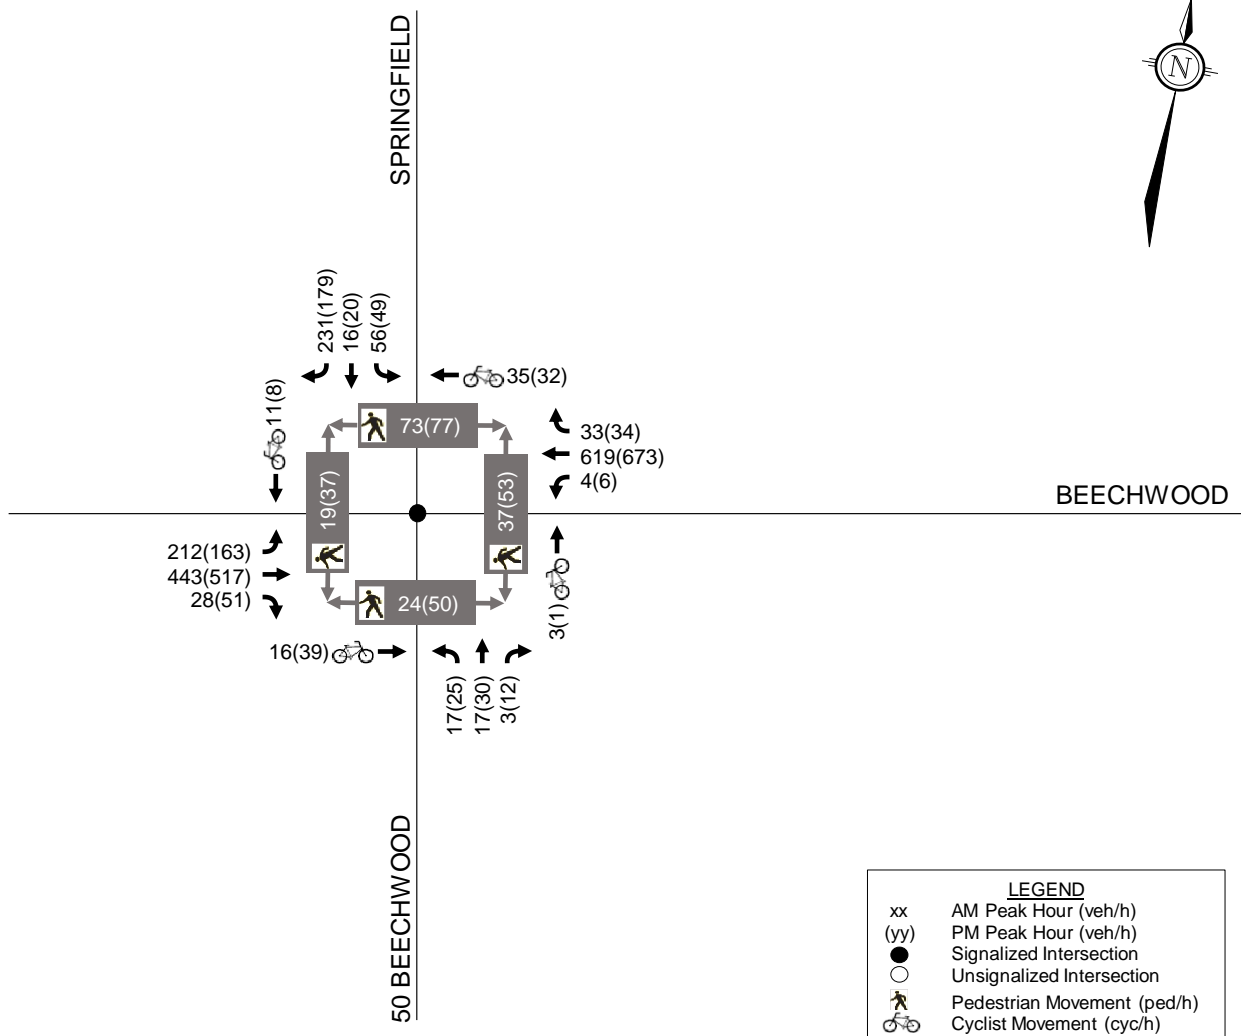 N
SPRINGFIELD
231(179)
16(20)
56(49)
11(8)
35(32)
73(77)
33(34)
619(673)
4(6)
19(37)
37(53)
BEECHWOOD
212(163)
443(517)
28(51)
24(50)
3(1)
16(39)
17(25)
17(30)
3(12)
50 BEECHWOOD
LEGEND
xx AM Peak Hour (veh/h)
(yy) PM Peak Hour (veh/h)
Signalized Intersection
Unsignalized Intersection
Pedestrian Movement (ped/h)
Cyclist Movement (cyc/h)